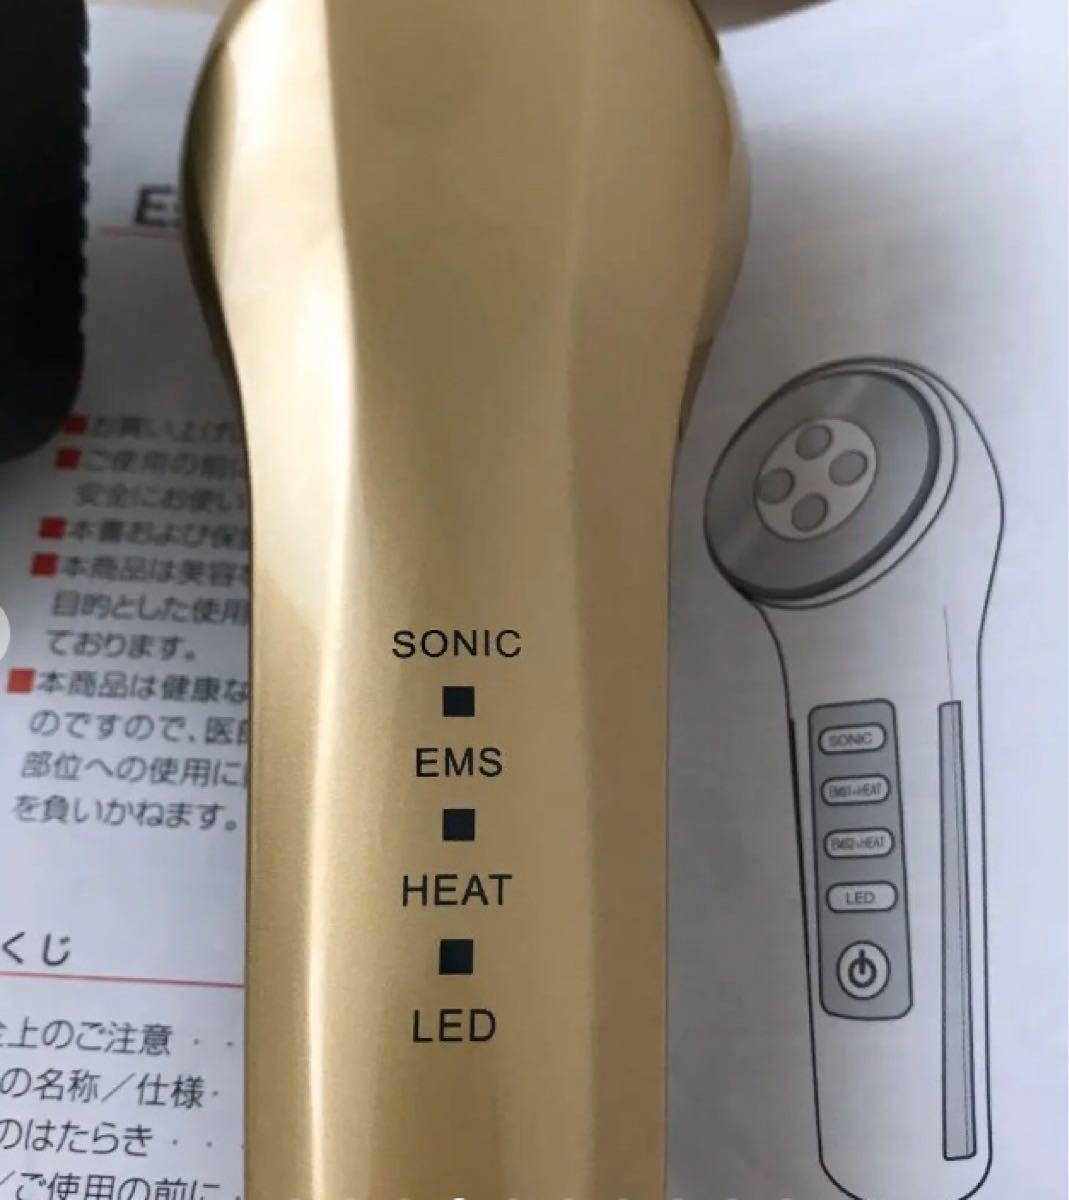 Es
■お買い上げ
■ご使用の前に
安全にお使い
■本書および保
■本商品は美容
目的とした使用
ております。
■本商品は健康な
のですので、医
部位への使用に
を負いかねます。
くじ
上のご注意 ・・
の名称／仕様・
のはたらき・・・
／ご使用の前に・
SONIC
EMS
HEAT
LED
SONIC
EMS1+HEAT
EMS2+HEAT
LED